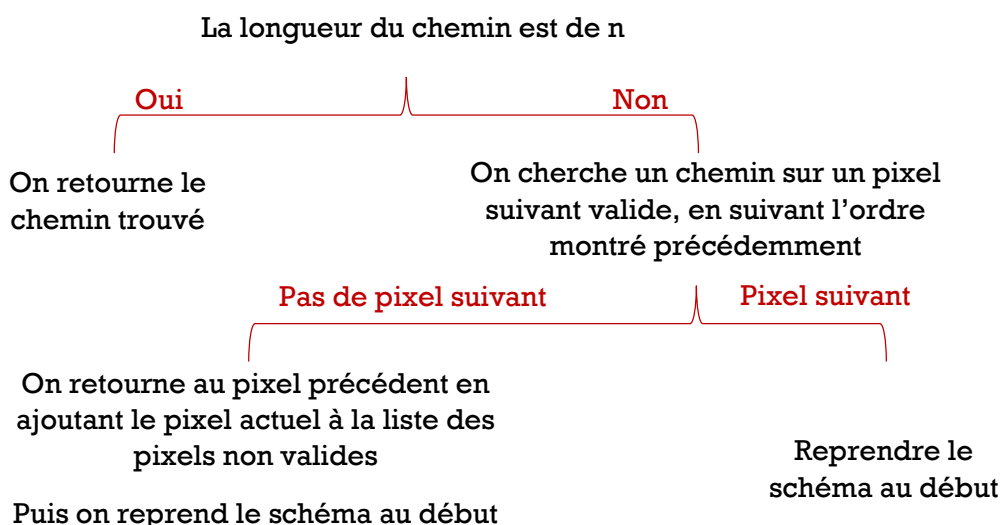 La longueur du chemin est de n
Oui
Non
On retourne le
chemin trouvé
On cherche un chemin sur un pixel
suivant valide, en suivant l’ordre
montré précédemment
Pas de pixel suivant
Pixel suivant
On retourne au pixel précédent en
ajoutant le pixel actuel à la liste des
pixels non valides
Puis on reprend le schéma au début
Reprendre le
schéma au début